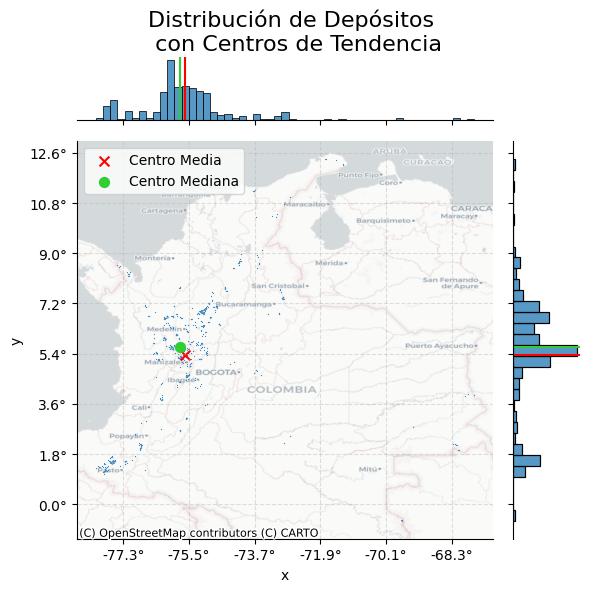 Distribución de Depósitos
con Centros de Tendencia
Centro Media
Centro Mediana
12.6°
10.8°
9.0°
7.2°
5.4°
3.6°
1.8°
0.0°
y
ARUBA
CURAÇAO
Punto Fijo
Coro
Maracaibo
CARACA
Maracay
Barquisimeto
Cartagena
Montería
Mérida
San Cristobal
San Fernando
de Apure
Bucaramanga
Medellín
Puerto Ayacucho
Manizales
BOGOTÁ
Ibagué
COLOMBIA
Cali
Popayán
Mitú
Pasto
(C) OpenStreetMap contributors (C) CARTO
-77.3°
-75.5°
-73.7°
-71.9°
-70.1°
-68.3°
x